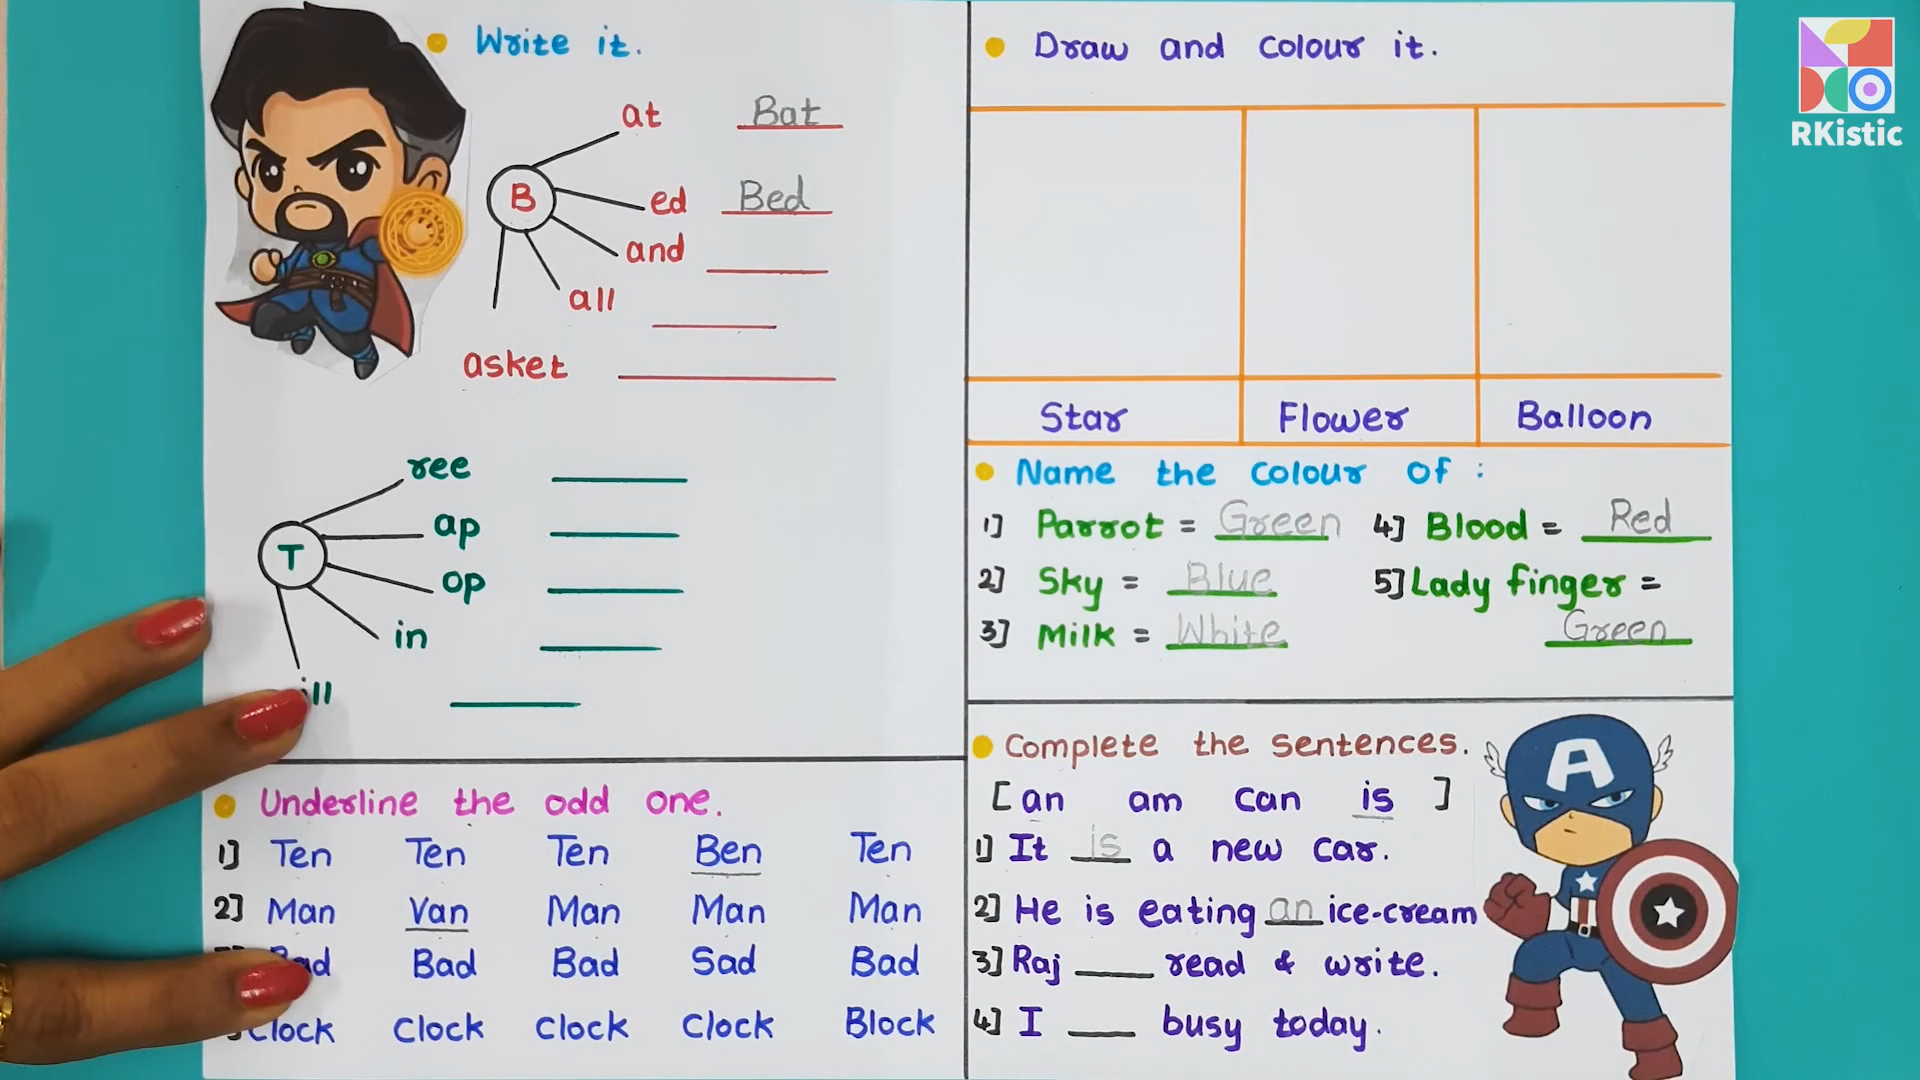 Write it.
at Bat
B
ed Bed
and
all
asket
ree
ap
T
op
in
ill
Underline the odd one.
1] Ten Ten Ten Ben Ten
2] Man Van Man Man Man
Bad Bad Sad Bad
Clock Clock Clock Clock Block
Draw and colour it.
Star Flower Balloon
Name the colour of :
1] Parrot = Green 4] Blood = Red
2] Sky = Blue 5] Lady finger =
3] Milk = White Green
Complete the sentences.
[ an am can is ]
1] It is a new car.
2] He is eating an ice-cream
3] Raj ____ read & write.
4] I ____ busy today.
A
RKistic